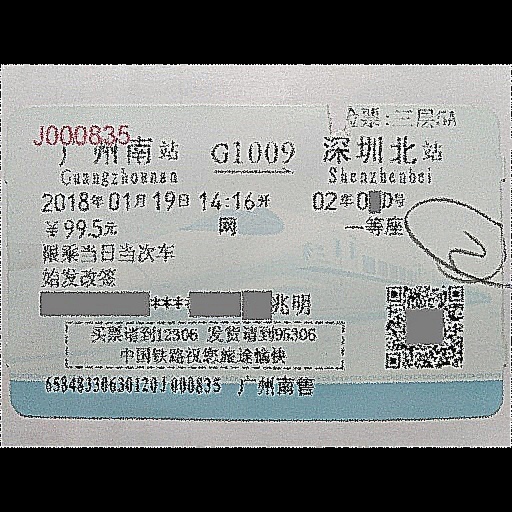 检票:三层6A
J000835
广州南站 G1009 深圳北站
Guangzhounan Shenzhenbei
2018年01月19日 14:16开 02年0 0号
￥99.5元 网 一等座
限乘当日当次车
始发改签
***兆明
买票请到12306 发货请到95306
中国铁路祝您旅途愉快
65848330630120J000835 广州南售